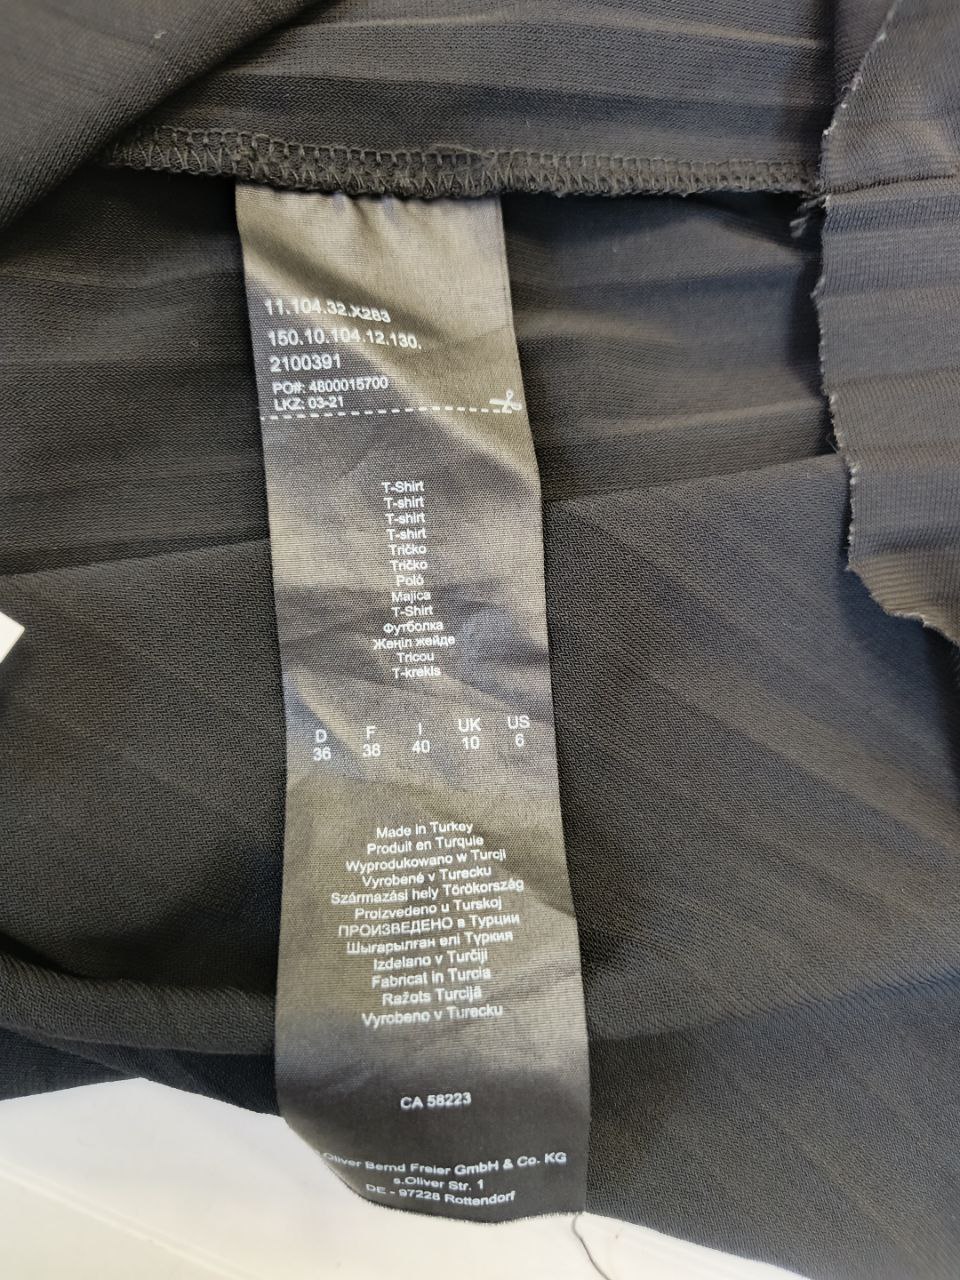 11.104.32.X283
150.10.104.12.130.
2100391
PO#: 4800015700
LKZ: 03-21
T-Shirt
T-shirt
T-shirt
T-shirt
Tričko
Tričko
Poló
Majica
T-Shirt
Футболка
Жеңіл жейде
Tricou
T-krekls
D F I UK US
36 38 40 10 6
Made in Turkey
Produit en Turquie
Wyprodukowano w Turcji
Vyrobené v Turecku
Származási hely Törökország
Proizvedeno u Turskoj
ПРОИЗВЕДЕНО в Турции
Шығарылған елі Түркия
Izdelano v Turčiji
Fabricat in Turcia
Ražots Turcijā
Vyrobeno v Turecku
CA 58223
s.Oliver Bernd Freier GmbH & Co. KG
s.Oliver Str. 1
DE - 97228 Rottendorf